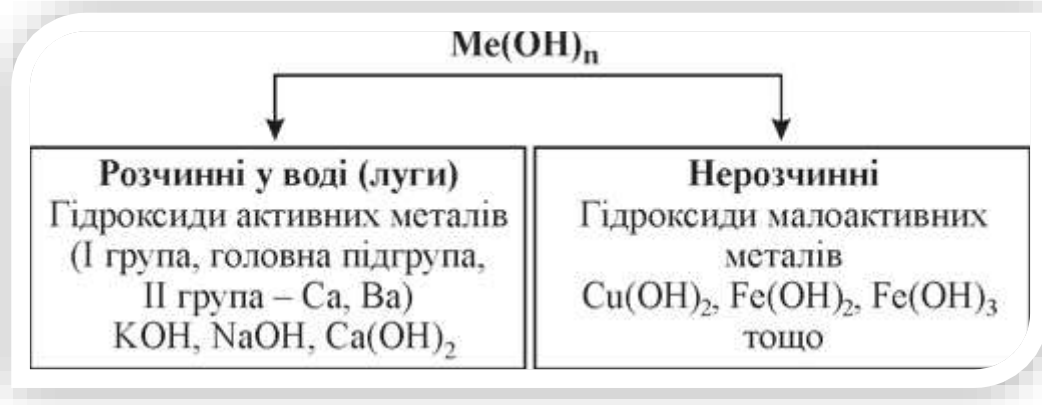 Me(OH)ₙ
Розчинні у воді (луги)
Гідроксиди активних металів
(І група, головна підгрупа,
ІІ група – Ca, Ba)
KOH, NaOH, Ca(OH)₂
Нерозчинні
Гідроксиди малоактивних
металів
Cu(OH)₂, Fe(OH)₂, Fe(OH)₃
тощо